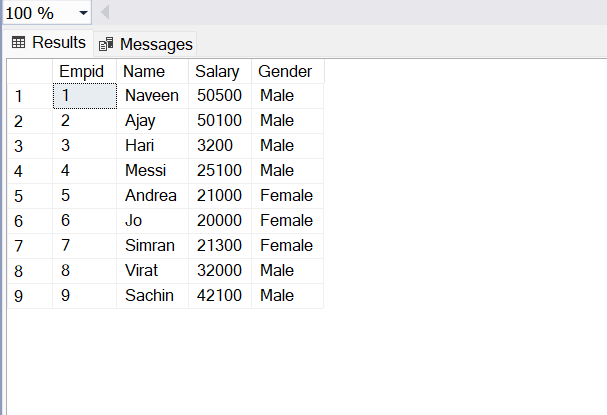 100 %
Results Messages
Empid Name Salary Gender
1 1 Naveen 50500 Male
2 2 Ajay 50100 Male
3 3 Hari 3200 Male
4 4 Messi 25100 Male
5 5 Andrea 21000 Female
6 6 Jo 20000 Female
7 7 Simran 21300 Female
8 8 Virat 32000 Male
9 9 Sachin 42100 Male